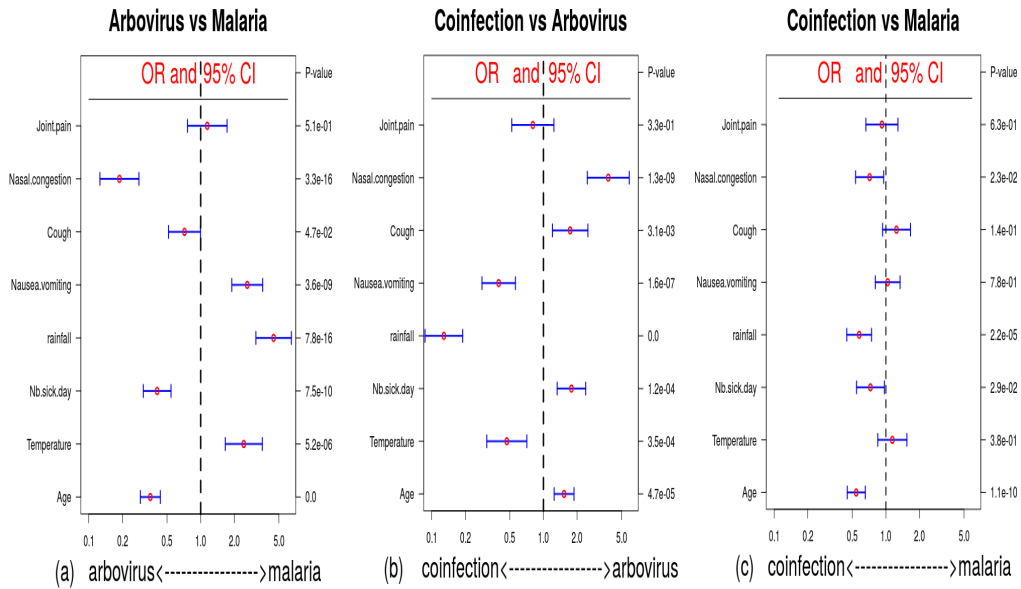 Arbovirus vs Malaria
OR and 95% CI
P-value
Joint.pain 5.1e-01
Nasal.congestion 3.3e-16
Cough 4.7e-02
Nausea.vomiting 3.6e-09
rainfall 7.8e-16
Nb.sick.day 7.5e-10
Temperature 5.2e-06
Age 0.0
0.1 0.2 0.5 1.0 2.0 5.0
(a) arbovirus<-------------->malaria
Coinfection vs Arbovirus
OR and 95% CI
P-value
Joint.pain 3.3e-01
Nasal.congestion 1.3e-09
Cough 3.1e-03
Nausea.vomiting 1.6e-07
rainfall 0.0
Nb.sick.day 1.2e-04
Temperature 3.5e-04
Age 4.7e-05
0.1 0.2 0.5 1.0 2.0 5.0
(b) coinfection<-------------->arbovirus
Coinfection vs Malaria
OR and 95% CI
P-value
Joint.pain 6.3e-01
Nasal.congestion 2.3e-02
Cough 1.4e-01
Nausea.vomiting 7.8e-01
rainfall 2.2e-05
Nb.sick.day 2.9e-02
Temperature 3.8e-01
Age 1.1e-10
0.1 0.2 0.5 1.0 2.0 5.0
(c) coinfection<-------------->malaria